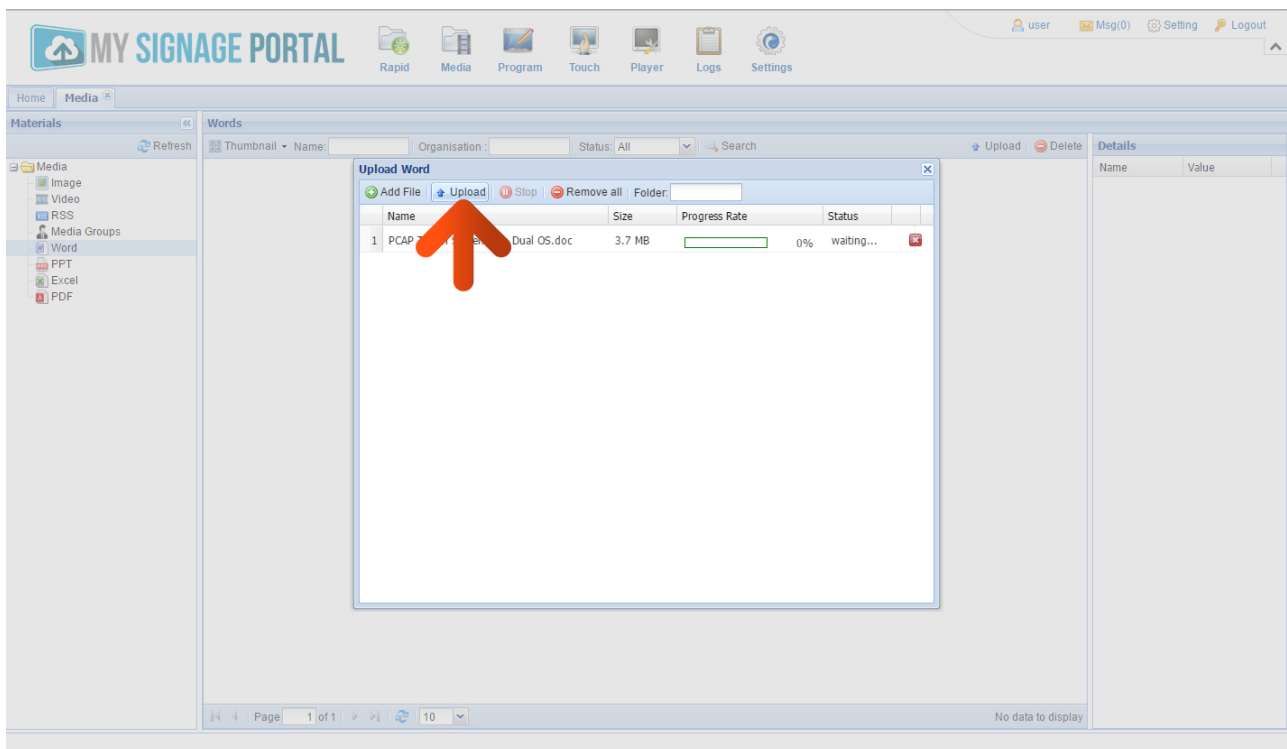 MY SIGNAGE PORTAL
Rapid Media Program Touch Player Logs Settings
user Msg(0) Setting Logout
Home Media
Materials Words
Refresh Thumbnail Name: Organisation : Status: All Search Upload Delete Details
Name Value
Media
Image
Video
RSS
Media Groups
Word
PPT
Excel
PDF
Upload Word
Add File Upload Stop Remove all Folder:
Name Size Progress Rate Status
1 PCAP Dual OS.doc 3.7 MB 0% waiting...
Page 1 of 1 10 No data to display